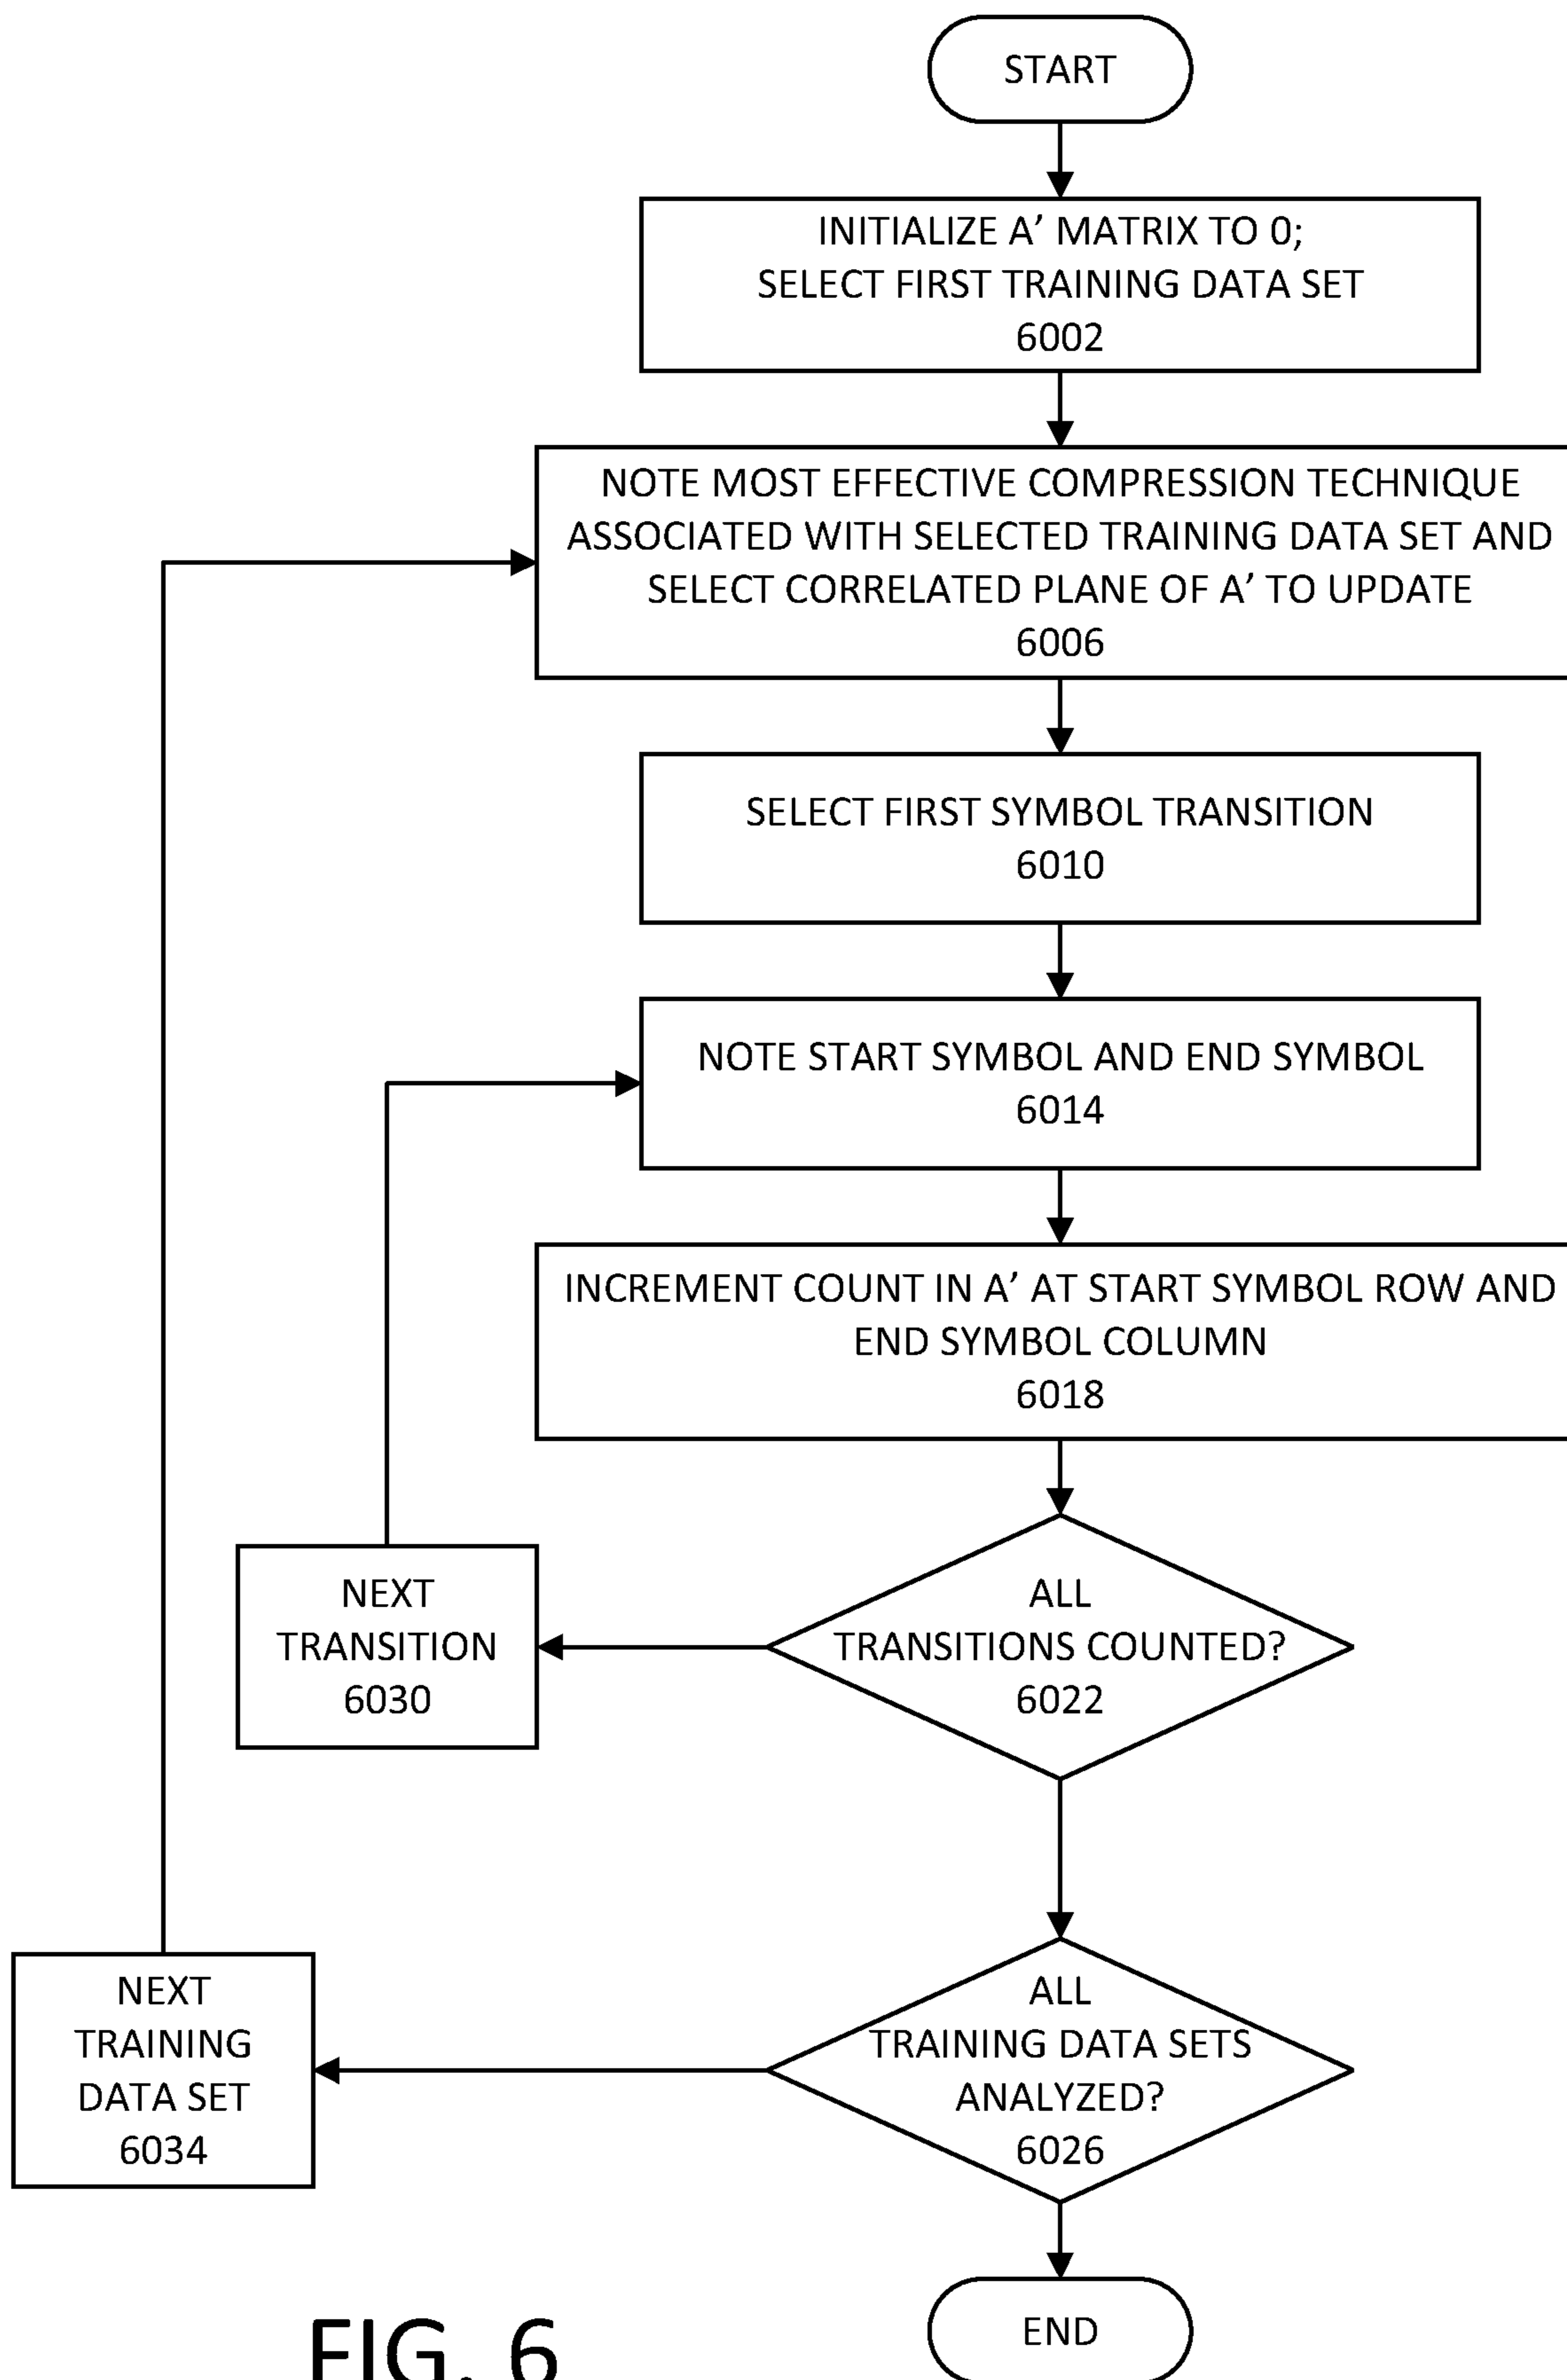 START
INITIALIZE A’ MATRIX TO 0;
SELECT FIRST TRAINING DATA SET
6002
NOTE MOST EFFECTIVE COMPRESSION TECHNIQUE
ASSOCIATED WITH SELECTED TRAINING DATA SET AND
SELECT CORRELATED PLANE OF A’ TO UPDATE
6006
SELECT FIRST SYMBOL TRANSITION
6010
NOTE START SYMBOL AND END SYMBOL
6014
INCREMENT COUNT IN A’ AT START SYMBOL ROW AND
END SYMBOL COLUMN
6018
ALL
TRANSITIONS COUNTED?
6022
NEXT
TRANSITION
6030
ALL
TRAINING DATA SETS
ANALYZED?
6026
NEXT
TRAINING
DATA SET
6034
END
FIG. 6